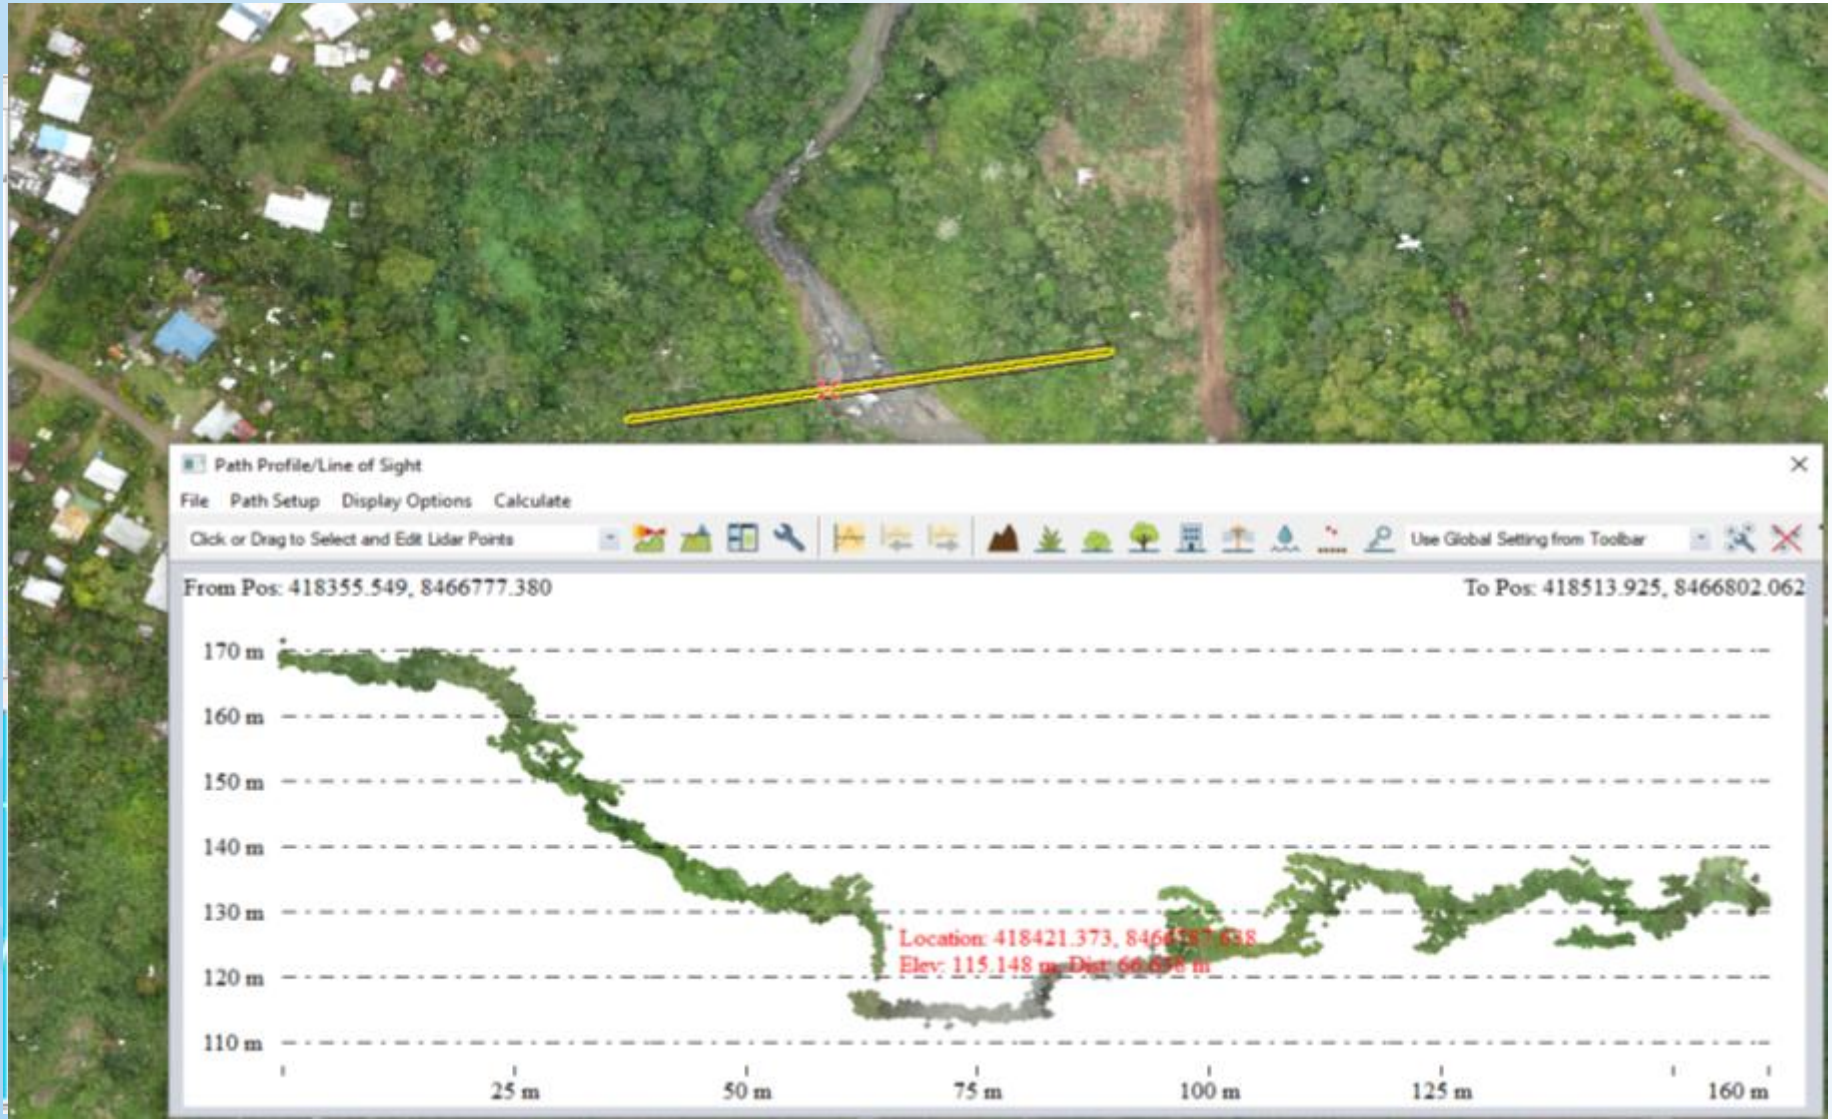 Path Profile/Line of Sight
File Path Setup Display Options Calculate
Click or Drag to Select and Edit Lidar Points
Use Global Setting from Toolbar
From Pos: 418355.549, 8466777.380
To Pos: 418513.925, 8466802.062
170 m
160 m
150 m
140 m
130 m
Location: 418421.373,
Elev: 115.148 m, Dist:
120 m
110 m
25 m 50 m 75 m 100 m 125 m 160 m